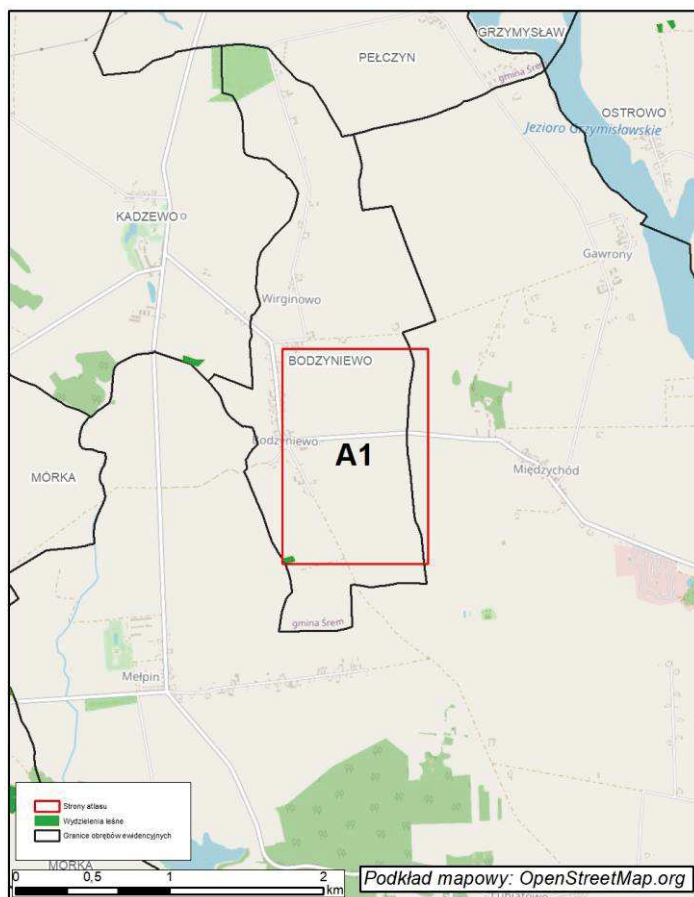 GRZYMYSŁAW
PEŁCZYN
gmina Śrem
OSTROWO
Jezioro Grzymisławskie
KADZEWO
Gawrony
Wirginowo
BODZYNIEWO
Bodzyniewo
A1
MÓRKA
Międzychód
gmina Śrem
Mełpin
Strony atlasu
Wydzielenia leśne
Granice obrębów ewidencyjnych
MÓRKA
0 0,5 1 2
km
Podkład mapowy: OpenStreetMap.org